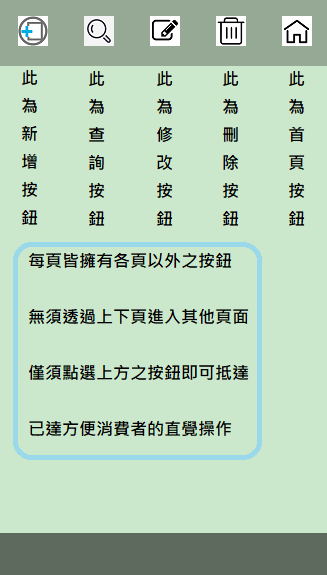 此為新增按鈕
此為查詢按鈕
此為修改按鈕
此為刪除按鈕
此為首頁按鈕
每頁皆擁有各頁以外之按鈕
無須透過上下頁進入其他頁面
僅須點選上方之按鈕即可抵達
已達方便消費者的直覺操作